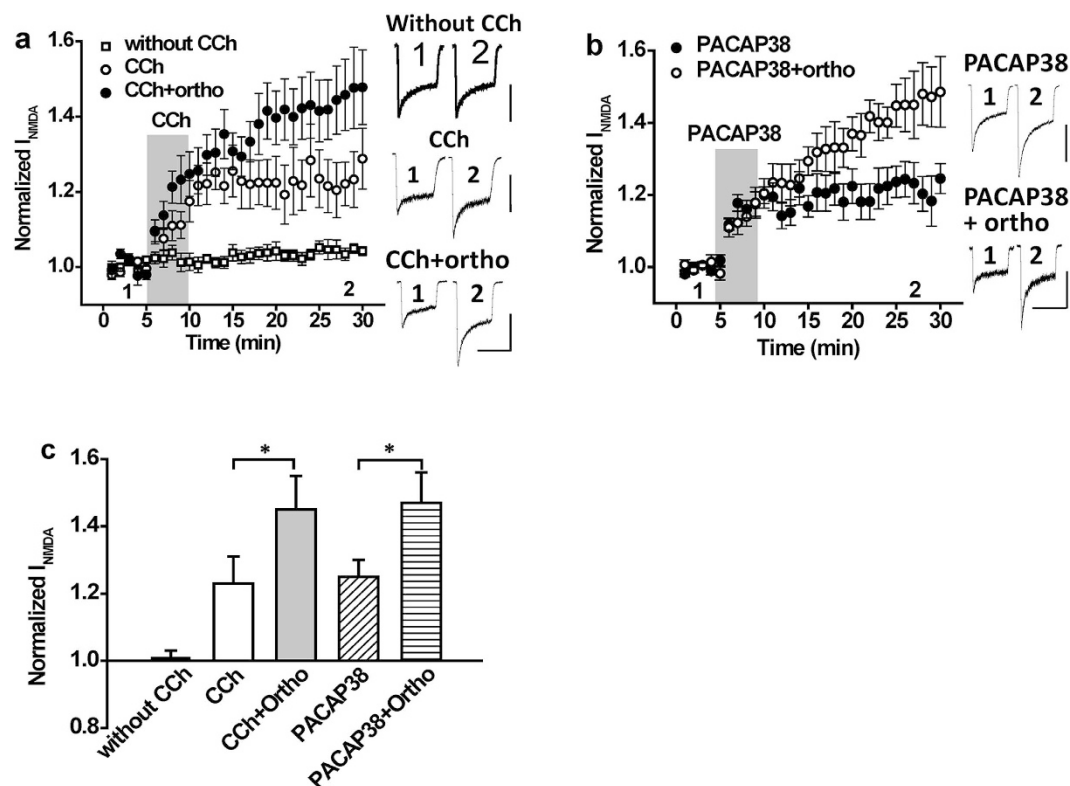 a
without CCh
CCh
CCh+ortho
CCh
Normalized I NMDA
1.6
1.4
1.2
1.0
1
2
0 5 10 15 20 25 30
Time (min)
Without CCh
1 2
CCh
1 2
CCh+ortho
1 2
b
PACAP38
PACAP38+ortho
PACAP38
Normalized I NMDA
1.6
1.4
1.2
1.0
1
2
0 5 10 15 20 25 30
Time (min)
PACAP38
1 2
PACAP38
+ ortho
1 2
c
Normalized I NMDA
1.6
1.4
1.2
1.0
0.8
* *
without CCh
CCh
CCh+Ortho
PACAP38
PACAP38+Ortho